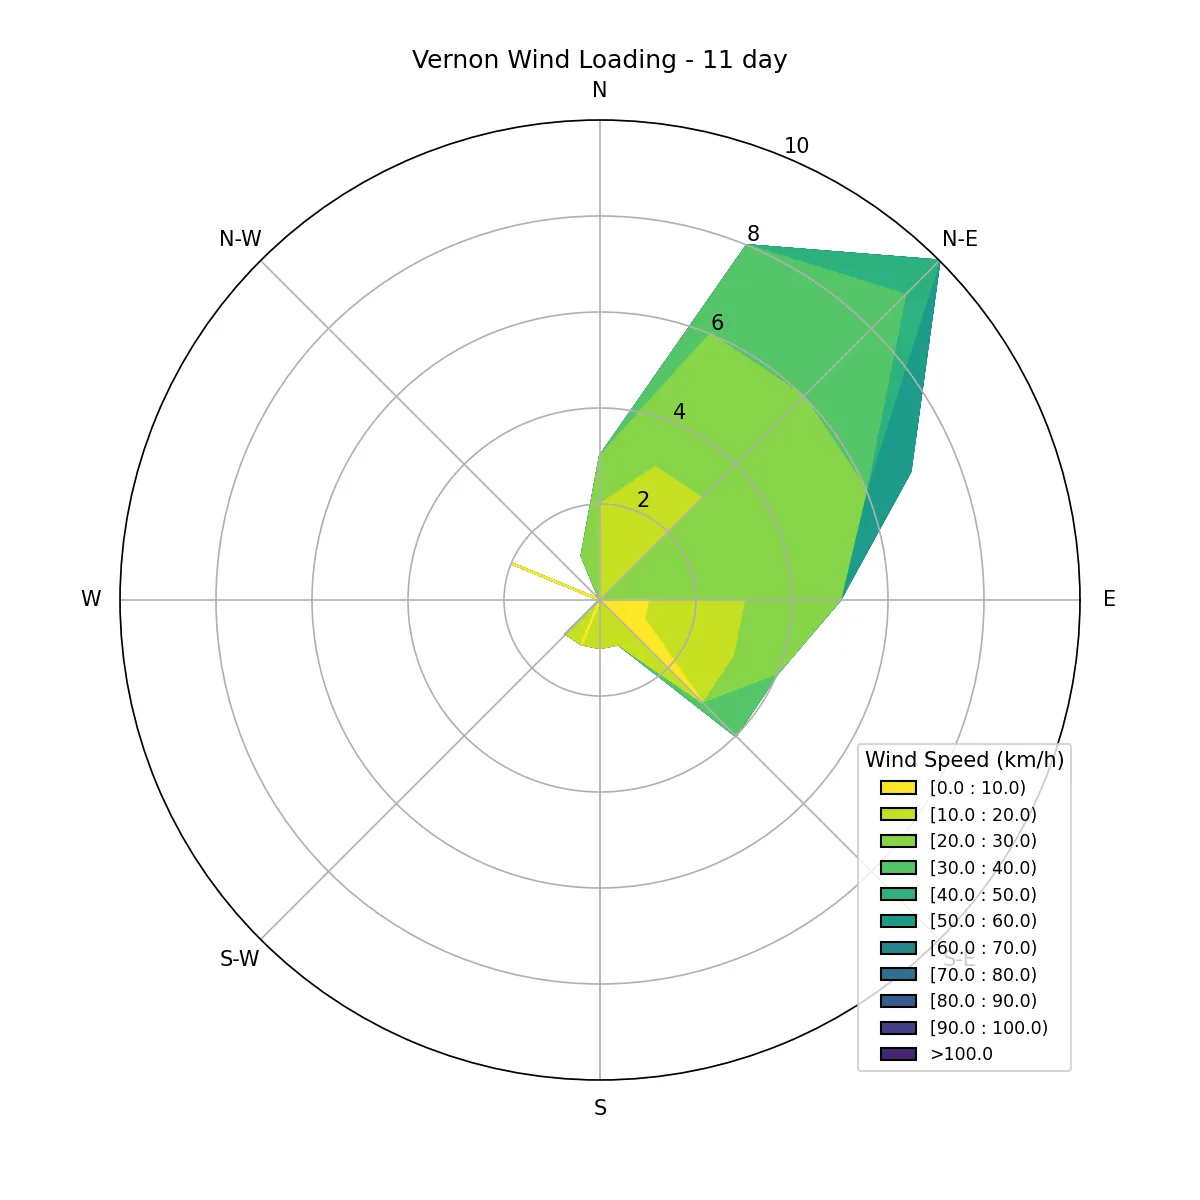 Vernon Wind Loading - 11 day
N
10
N-W
8
N-E
6
4
2
W
E
Wind Speed (km/h)
[0.0 : 10.0)
[10.0 : 20.0)
[20.0 : 30.0)
[30.0 : 40.0)
[40.0 : 50.0)
[50.0 : 60.0)
[60.0 : 70.0)
S-W
S-E
[70.0 : 80.0)
[80.0 : 90.0)
[90.0 : 100.0)
>100.0
S